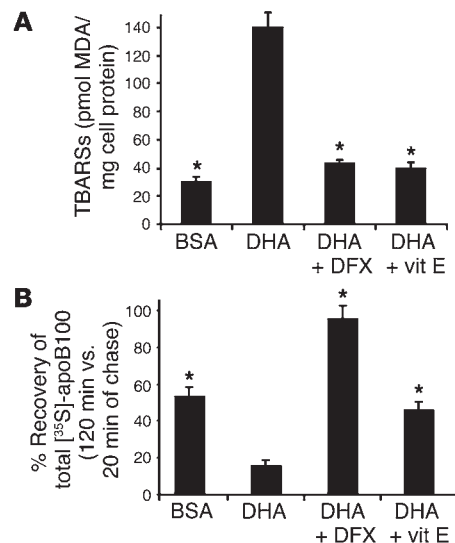 A
TBARSs (pmol MDA/
mg cell protein)
140
120
100
80
60
40
20
0
*
*
*
BSA
DHA
DHA
+ DFX
DHA
+ vit E
B
% Recovery of
total [³⁵S]-apoB100
(120 min vs.
20 min of chase)
100
80
60
40
20
0
*
*
*
BSA
DHA
DHA
+ DFX
DHA
+ vit E